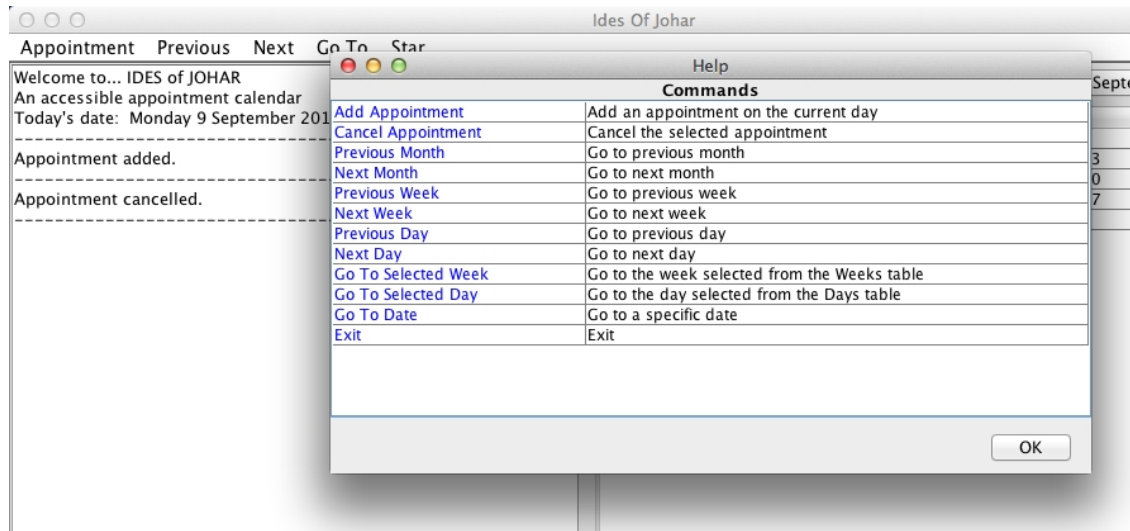 Ides Of Johar
Appointment Previous Next Go To Star
Welcome to... IDES of JOHAR
An accessible appointment calendar
Today's date: Monday 9 September 201
Appointment added.
Appointment cancelled.
Help
Commands
Add Appointment Add an appointment on the current day
Cancel Appointment Cancel the selected appointment
Previous Month Go to previous month
Next Month Go to next month
Previous Week Go to previous week
Next Week Go to next week
Previous Day Go to previous day
Next Day Go to next day
Go To Selected Week Go to the week selected from the Weeks table
Go To Selected Day Go to the day selected from the Days table
Go To Date Go to a specific date
Exit Exit
OK
Septe
3
0
7